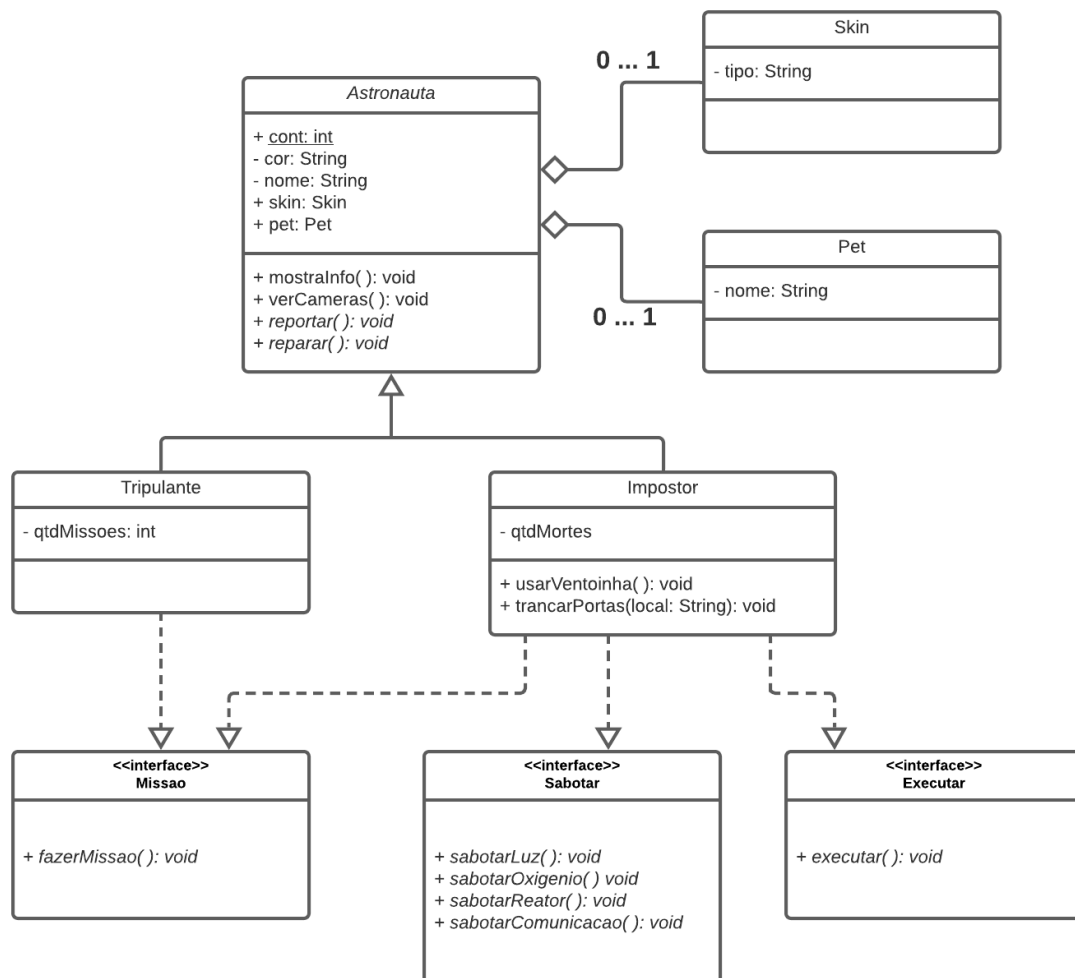 Skin
- tipo: String
0 ... 1
Astronauta
+ cont: int
- cor: String
- nome: String
+ skin: Skin
+ pet: Pet
+ mostraInfo( ): void
+ verCameras( ): void
+ reportar( ): void
+ reparar( ): void
Pet
- nome: String
0 ... 1
Tripulante
- qtdMissoes: int
Impostor
- qtdMortes
+ usarVentoinha( ): void
+ trancarPortas(local: String): void
<<interface>>
Missao
+ fazerMissao( ): void
<<interface>>
Sabotar
+ sabotarLuz( ): void
+ sabotarOxigenio( ) void
+ sabotarReator( ): void
+ sabotarComunicacao( ): void
<<interface>>
Executar
+ executar( ): void